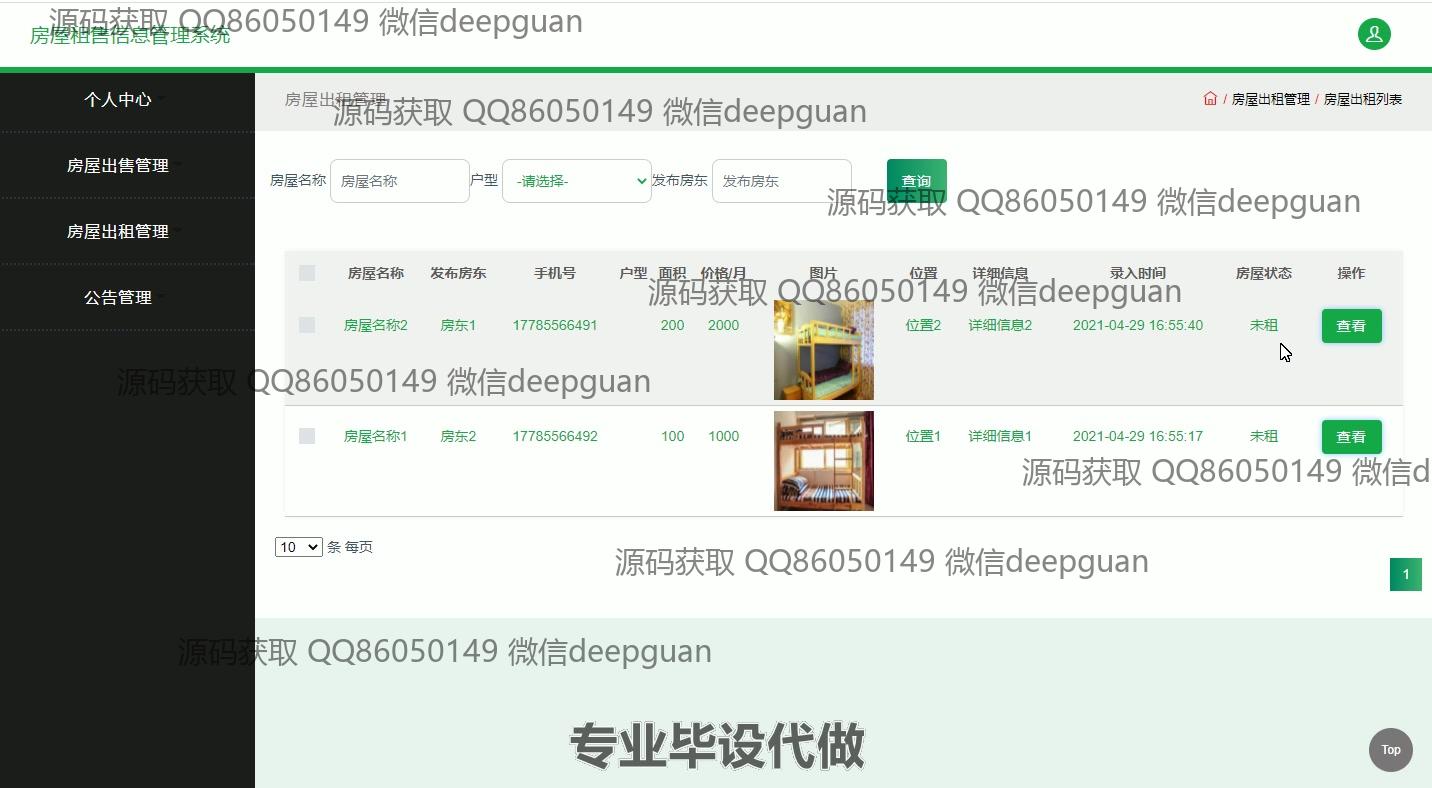 源码获取 QQ86050149 微信deepguan
房屋租售信息管理系统
个人中心
房屋出售管理
房屋出租管理
公告管理
房屋出租管理
/ 房屋出租管理 / 房屋出租列表
源码获取 QQ86050149 微信deepguan
房屋名称 房屋名称 户型 -请选择- 发布房东 发布房东 查询
源码获取 QQ86050149 微信deepguan
房屋名称 发布房东 手机号 户型 面积 价格/月 图片 位置 详细信息 录入时间 房屋状态 操作
源码获取 QQ86050149 微信deepguan
房屋名称2 房东1 17785566491 200 2000 位置2 详细信息2 2021-04-29 16:55:40 未租 查看
源码获取 QQ86050149 微信deepguan
房屋名称1 房东2 17785566492 100 1000 位置1 详细信息1 2021-04-29 16:55:17 未租 查看
源码获取 QQ86050149 微信d
10 条 每页
源码获取 QQ86050149 微信deepguan
1
源码获取 QQ86050149 微信deepguan
专业毕设代做
Top